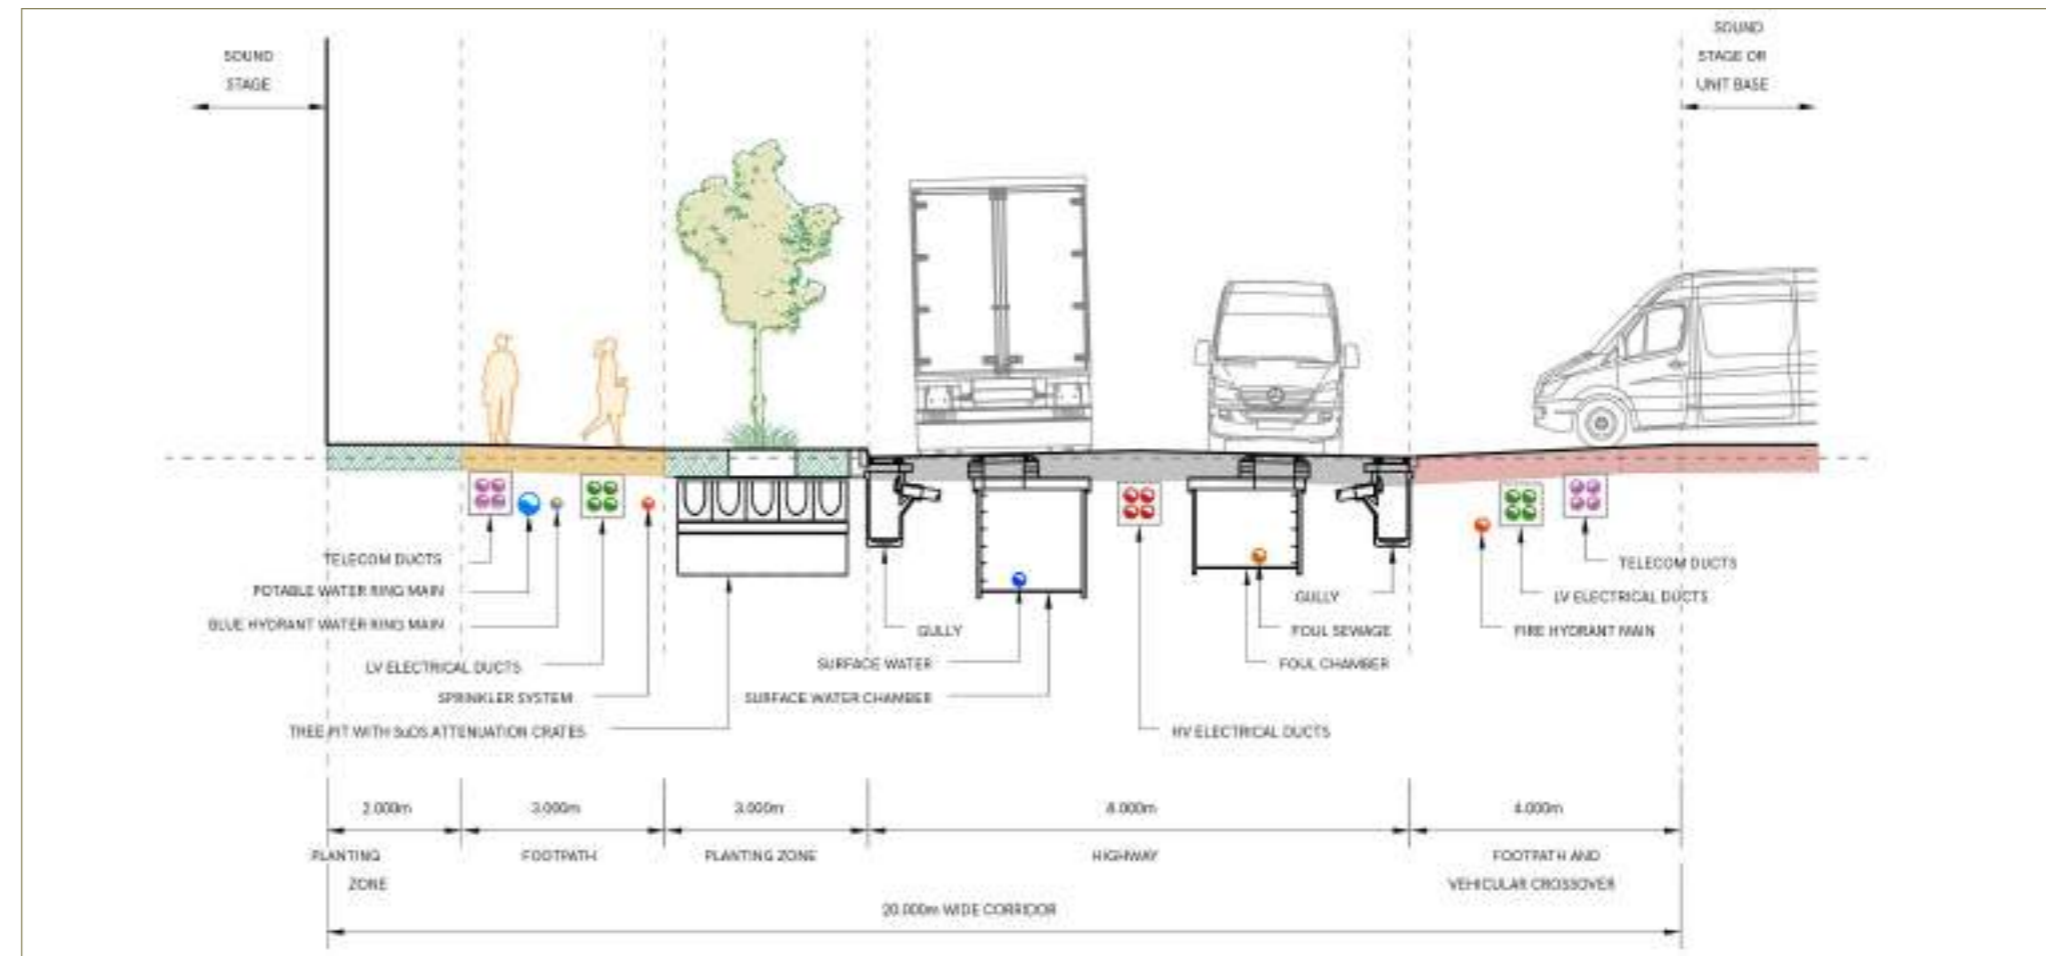 SOUND
STAGE
SOUND
STAGE OR
UNIT BASE
TELECOM DUCTS
POTABLE WATER RING MAIN
BLUE HYDRANT WATER RING MAIN
LV ELECTRICAL DUCTS
SPRINKLER SYSTEM
TREE PIT WITH SuDS ATTENUATION CRATES
GULLY
SURFACE WATER
SURFACE WATER CHAMBER
HV ELECTRICAL DUCTS
GULLY
FOUL SEWAGE
FOUL CHAMBER
TELECOM DUCTS
LV ELECTRICAL DUCTS
FIRE HYDRANT MAIN
2.000m
3.000m
3.000m
8.000m
4.000m
PLANTING
ZONE
FOOTPATH
PLANTING ZONE
HIGHWAY
FOOTPATH AND
VEHICULAR CROSSOVER
20.000m WIDE CORRIDOR